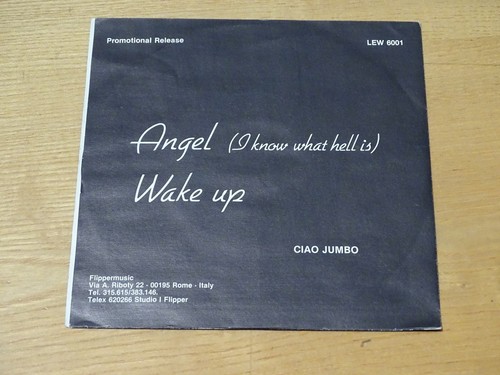 Promotional Release
LEW 6001
Angel (I know what hell is)
Wake up
CIAO JUMBO
Flippermusic
Via A. Riboty 22 - 00195 Rome - Italy
Tel. 315.615/383.146.
Telex 620266 Studio I Flipper